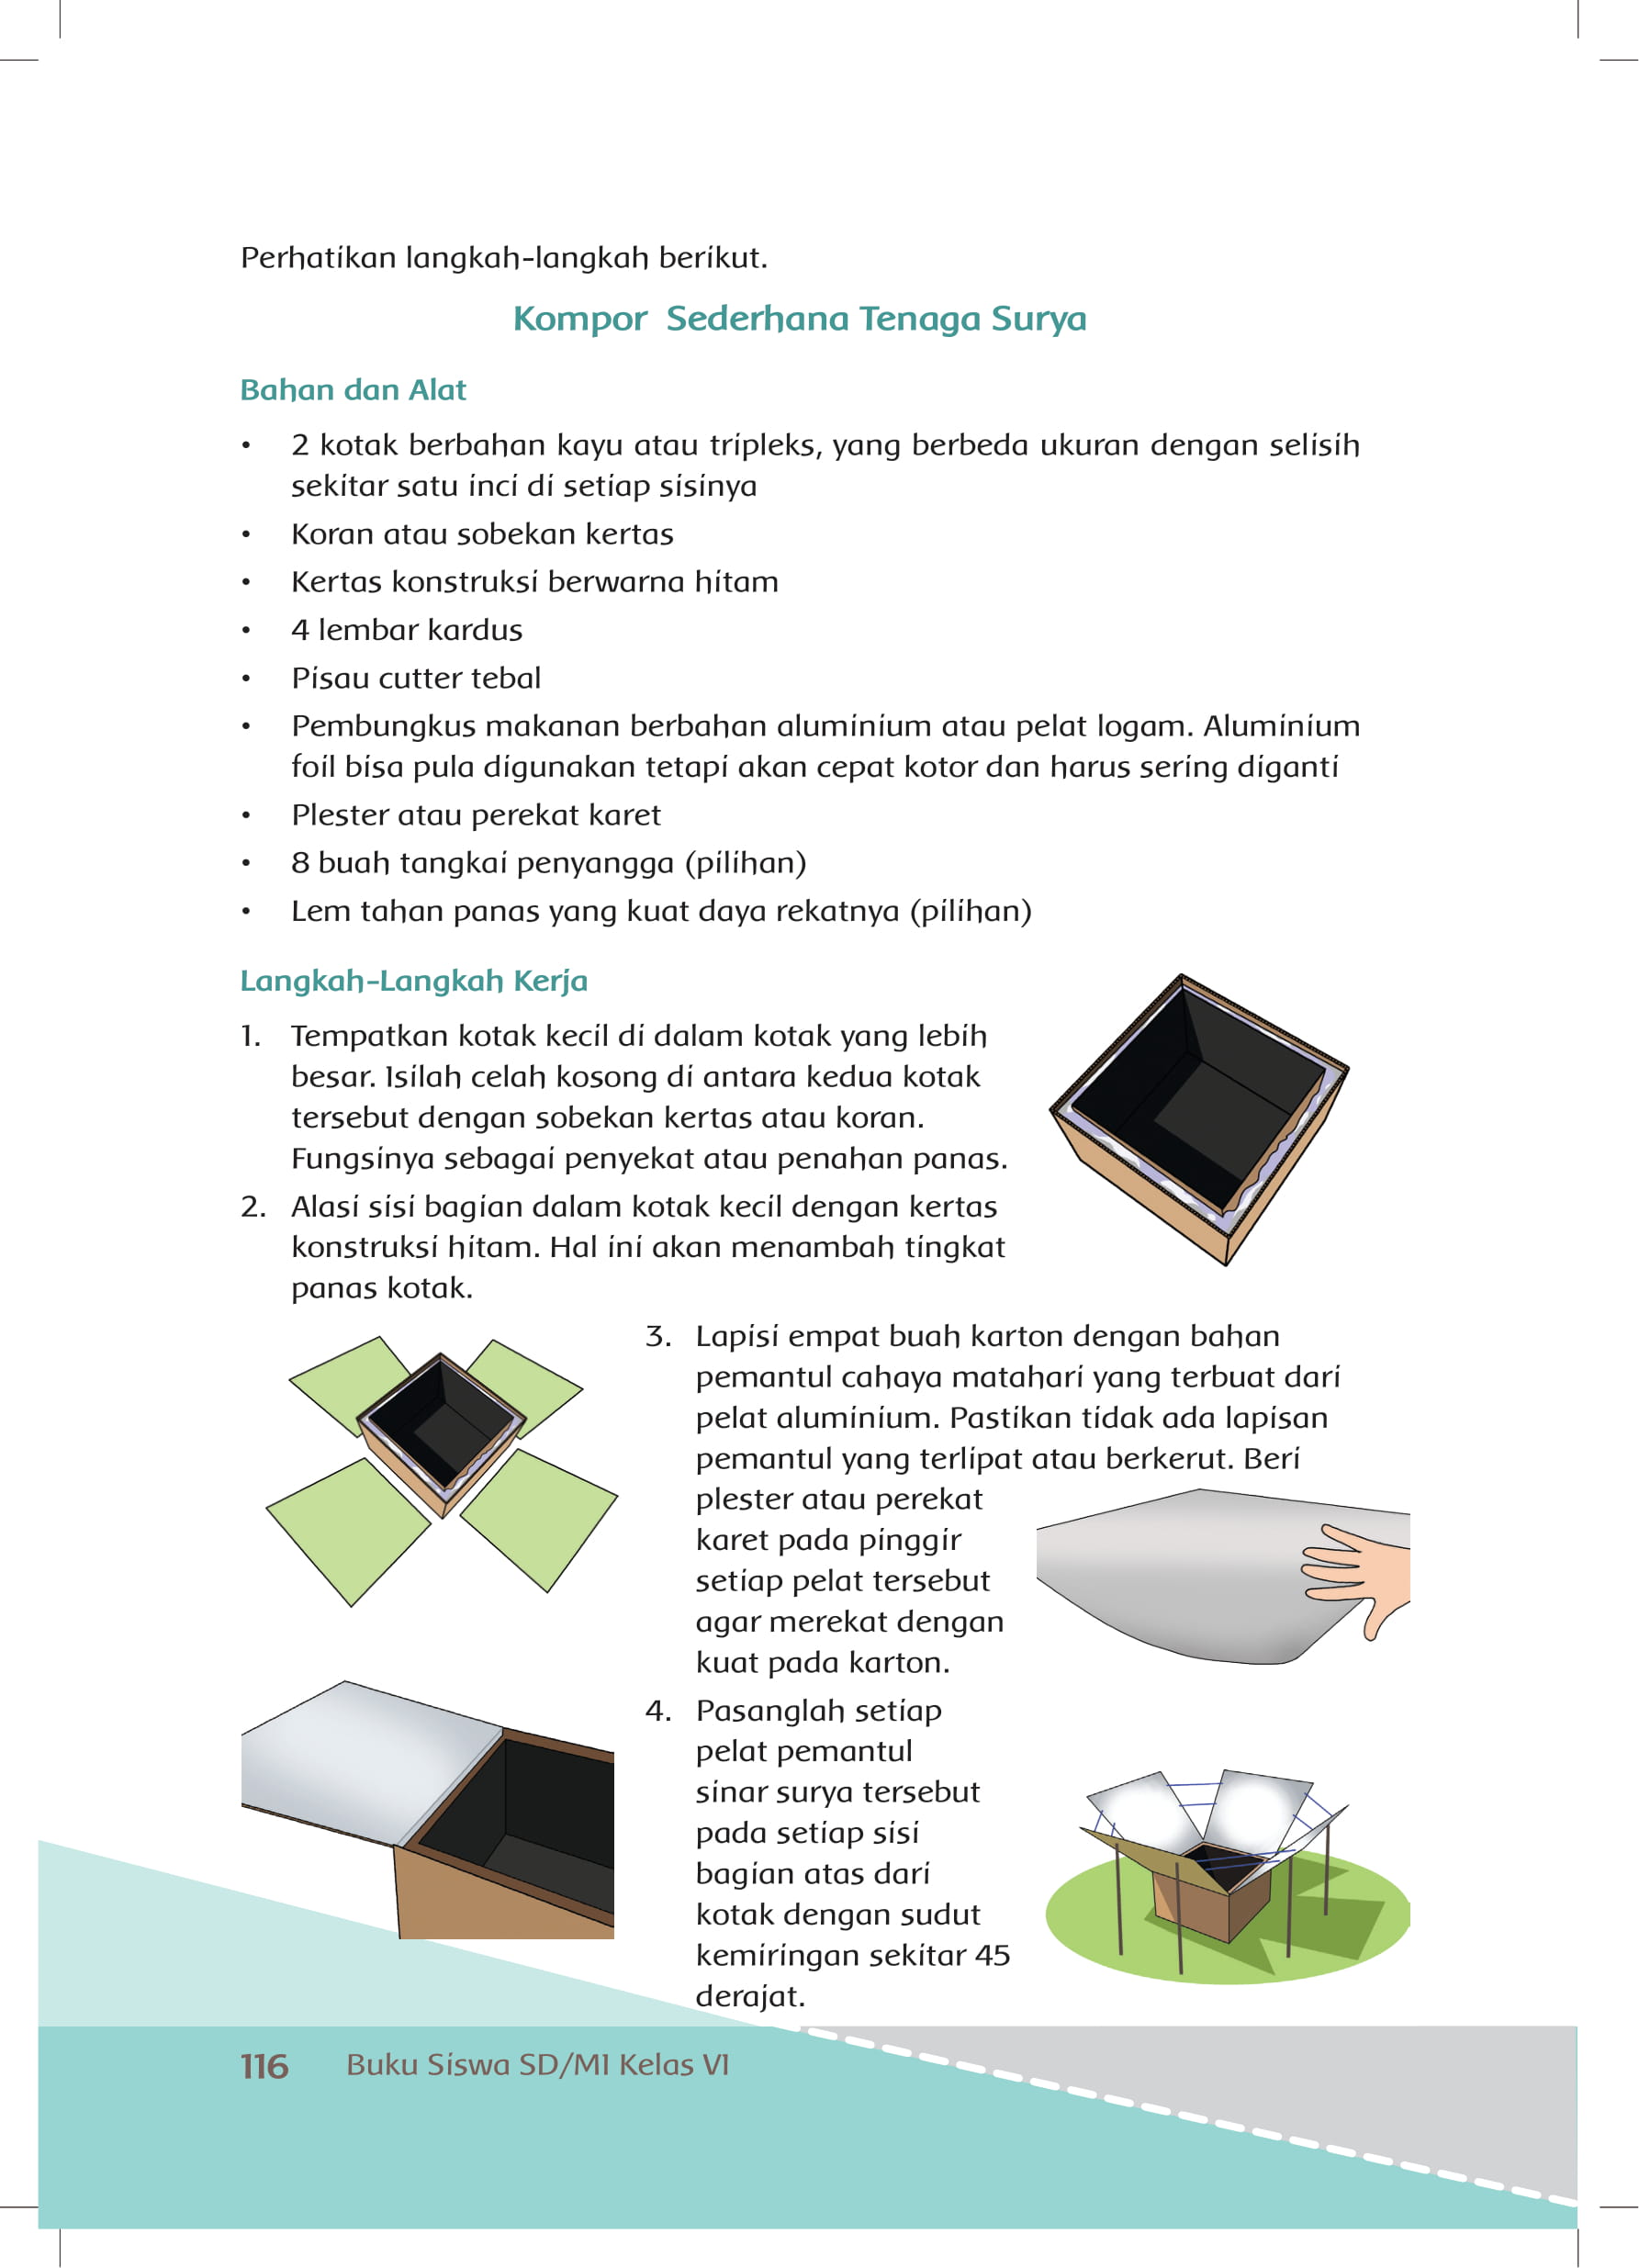 Perhatikan langkah-langkah berikut.
Kompor Sederhana Tenaga Surya
Bahan dan Alat
• 2 kotak berbahan kayu atau tripleks, yang berbeda ukuran dengan selisih
sekitar satu inci di setiap sisinya
• Koran atau sobekan kertas
• Kertas konstruksi berwarna hitam
• 4 lembar kardus
• Pisau cutter tebal
• Pembungkus makanan berbahan aluminium atau pelat logam. Aluminium
foil bisa pula digunakan tetapi akan cepat kotor dan harus sering diganti
• Plester atau perekat karet
• 8 buah tangkai penyangga (pilihan)
• Lem tahan panas yang kuat daya rekatnya (pilihan)
Langkah-Langkah Kerja
1. Tempatkan kotak kecil di dalam kotak yang lebih
besar. Isilah celah kosong di antara kedua kotak
tersebut dengan sobekan kertas atau koran.
Fungsinya sebagai penyekat atau penahan panas.
2. Alasi sisi bagian dalam kotak kecil dengan kertas
konstruksi hitam. Hal ini akan menambah tingkat
panas kotak.
3. Lapisi empat buah karton dengan bahan
pemantul cahaya matahari yang terbuat dari
pelat aluminium. Pastikan tidak ada lapisan
pemantul yang terlipat atau berkerut. Beri
plester atau perekat
karet pada pinggir
setiap pelat tersebut
agar merekat dengan
kuat pada karton.
4. Pasanglah setiap
pelat pemantul
sinar surya tersebut
pada setiap sisi
bagian atas dari
kotak dengan sudut
kemiringan sekitar 45
derajat.
116 Buku Siswa SD/MI Kelas VI